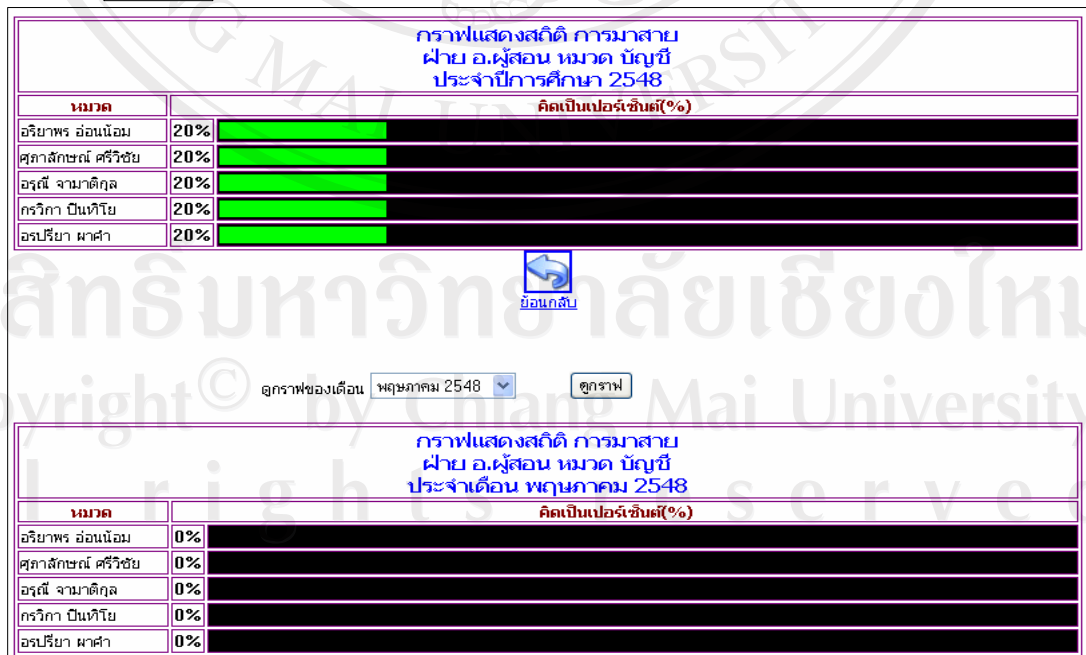 กราฟแสดงสถิติ การมาสาย
ฝ่าย อ.ผู้สอน หมวด บัญชี
ประจำปีการศึกษา 2548
หมวด คิดเป็นเปอร์เซ็นต์(%)
อริยาพร อ่อนน้อม 20%
ศุภาลักษณ์ ศรีวิชัย 20%
อรุณี จามาติกุล 20%
กรวิกา ปินทิโย 20%
อรปรียา ผาคำ 20%
ย้อนกลับ
ดูกราฟของเดือน พฤษภาคม 2548 ดูกราฟ
กราฟแสดงสถิติ การมาสาย
ฝ่าย อ.ผู้สอน หมวด บัญชี
ประจำเดือน พฤษภาคม 2548
หมวด คิดเป็นเปอร์เซ็นต์(%)
อริยาพร อ่อนน้อม 0%
ศุภาลักษณ์ ศรีวิชัย 0%
อรุณี จามาติกุล 0%
กรวิกา ปินทิโย 0%
อรปรียา ผาคำ 0%